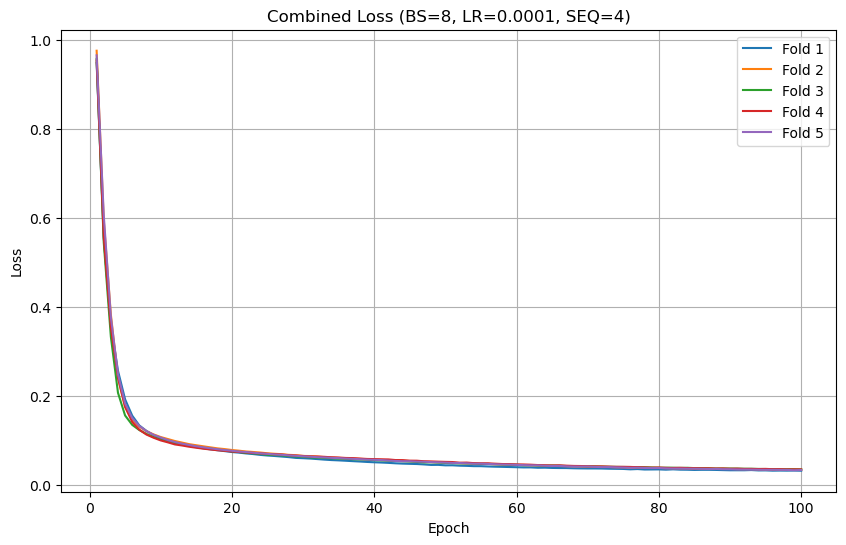 Combined Loss (BS=8, LR=0.0001, SEQ=4)
1.0
0.8
0.6
0.4
0.2
0.0
Loss
Fold 1
Fold 2
Fold 3
Fold 4
Fold 5
0 20 40 60 80 100
Epoch